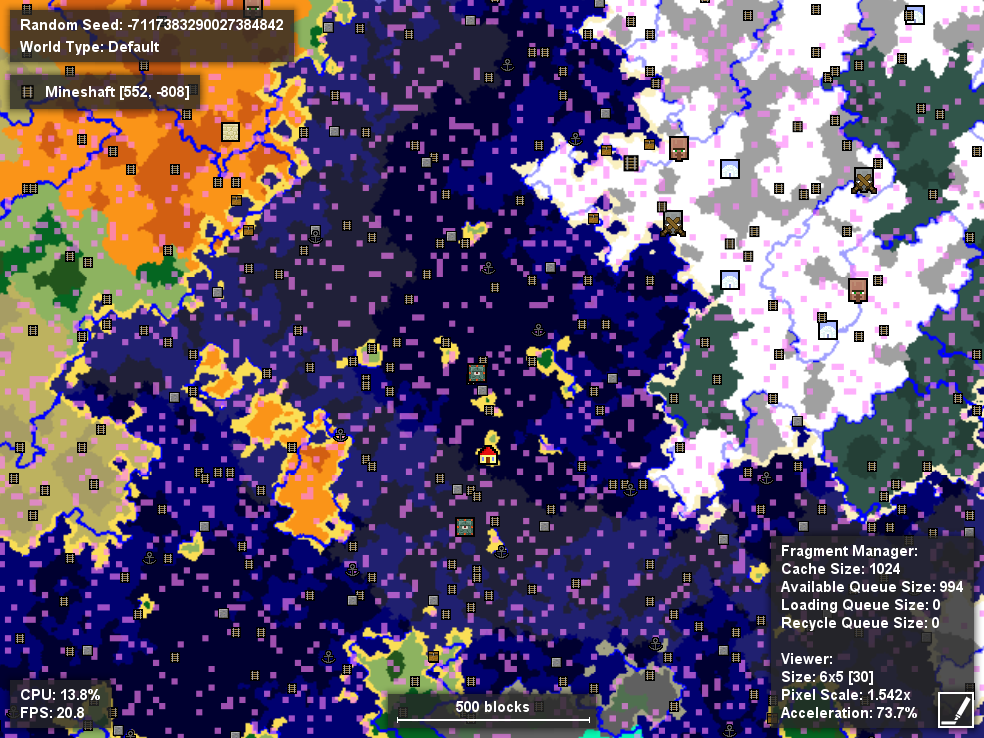 Random Seed: -7117383290027384842
World Type: Default
Mineshaft [552, -808]
Fragment Manager:
Cache Size: 1024
Available Queue Size: 994
Loading Queue Size: 0
Recycle Queue Size: 0
Viewer:
Size: 6x5 [30]
Pixel Scale: 1.542x
Acceleration: 73.7%
CPU: 13.8%
FPS: 20.8
500 blocks